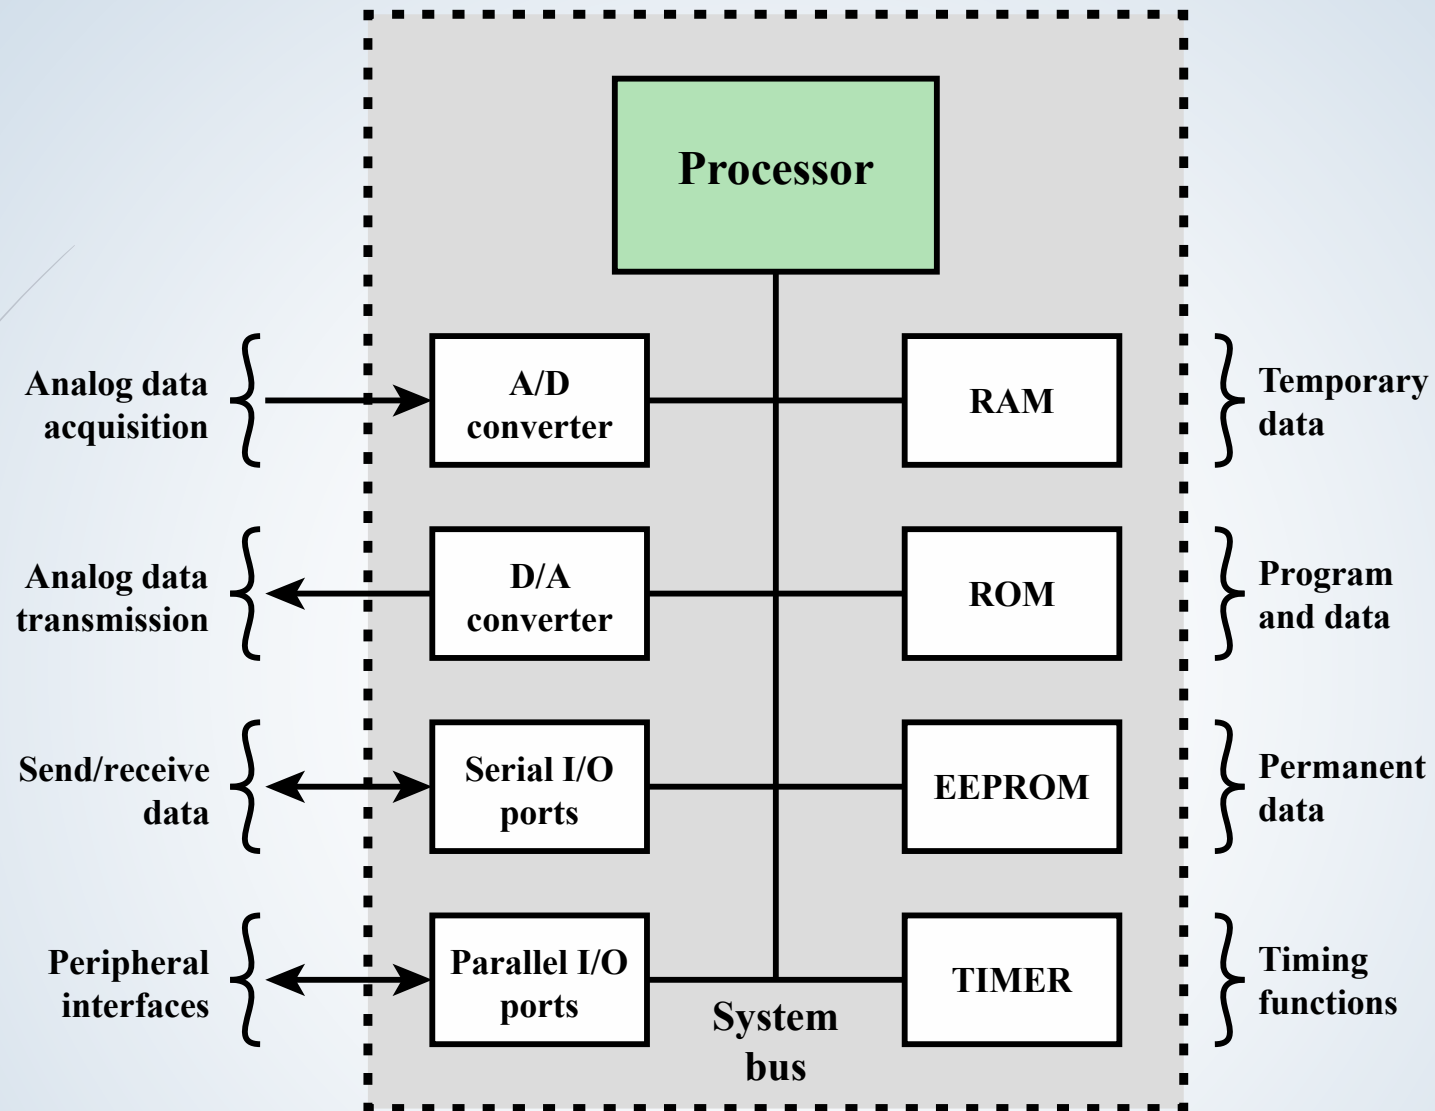 Processor
Analog data
acquisition
A/D
converter
RAM
Temporary
data
Analog data
transmission
D/A
converter
ROM
Program
and data
Send/receive
data
Serial I/O
ports
EEPROM
Permanent
data
Peripheral
interfaces
Parallel I/O
ports
TIMER
Timing
functions
System
bus